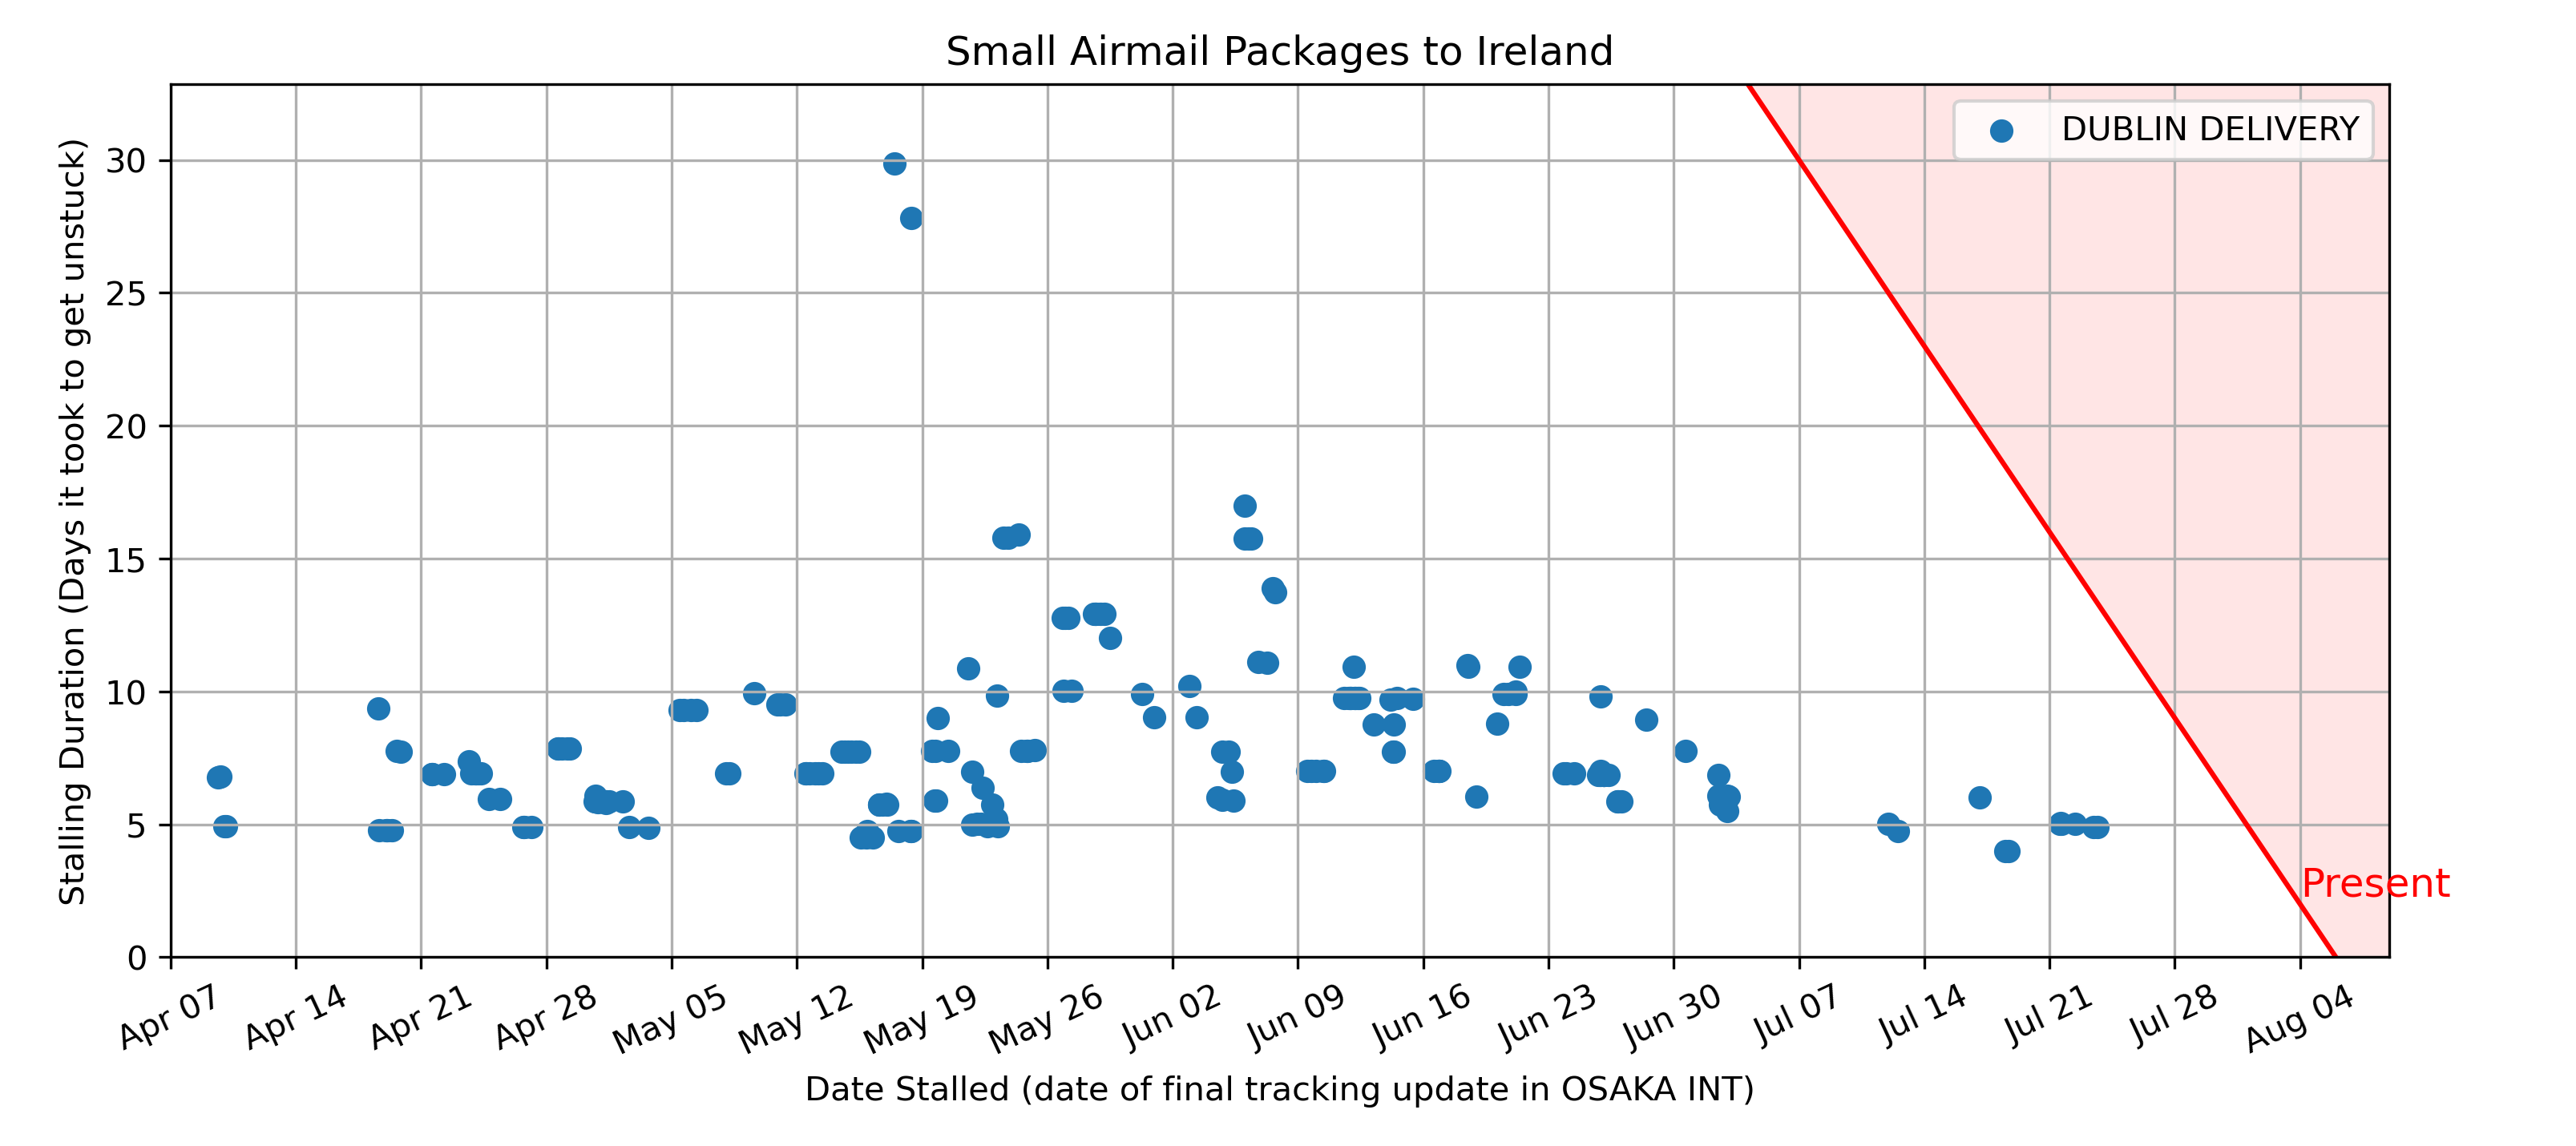 Small Airmail Packages to Ireland
DUBLIN DELIVERY
Stalling Duration (Days it took to get unstuck)
30
25
20
15
10
5
0
Present
Apr 07
Apr 14
Apr 21
Apr 28
May 05
May 12
May 19
May 26
Jun 02
Jun 09
Jun 16
Jun 23
Jun 30
Jul 07
Jul 14
Jul 21
Jul 28
Aug 04
Date Stalled (date of final tracking update in OSAKA INT)